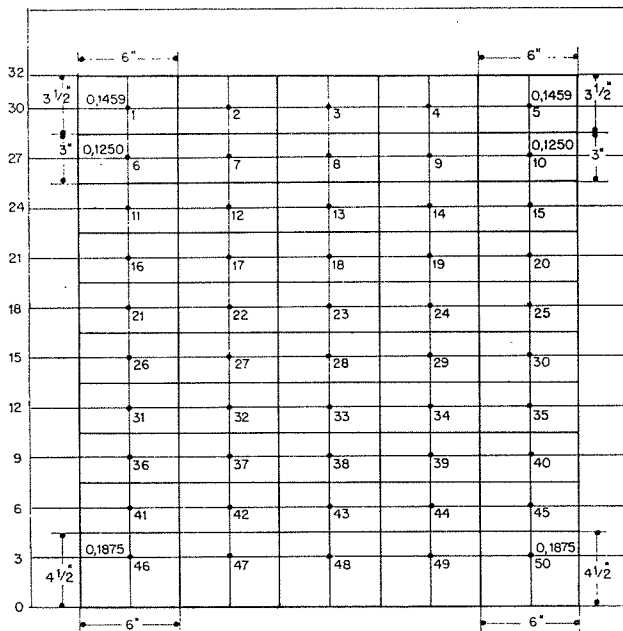 6" 6"
32
3 1/2" 3 1/2"
0,1459 0,1459
30 1 2 3 4 5
3" 3"
0,1250 0,1250
27 6 7 8 9 10
24 11 12 13 14 15
21 16 17 18 19 20
18 21 22 23 24 25
15 26 27 28 29 30
12 31 32 33 34 35
9 36 37 38 39 40
6 41 42 43 44 45
0,1875 0,1875
3 46 47 48 49 50
4 1/2" 4 1/2"
0
6" 6"